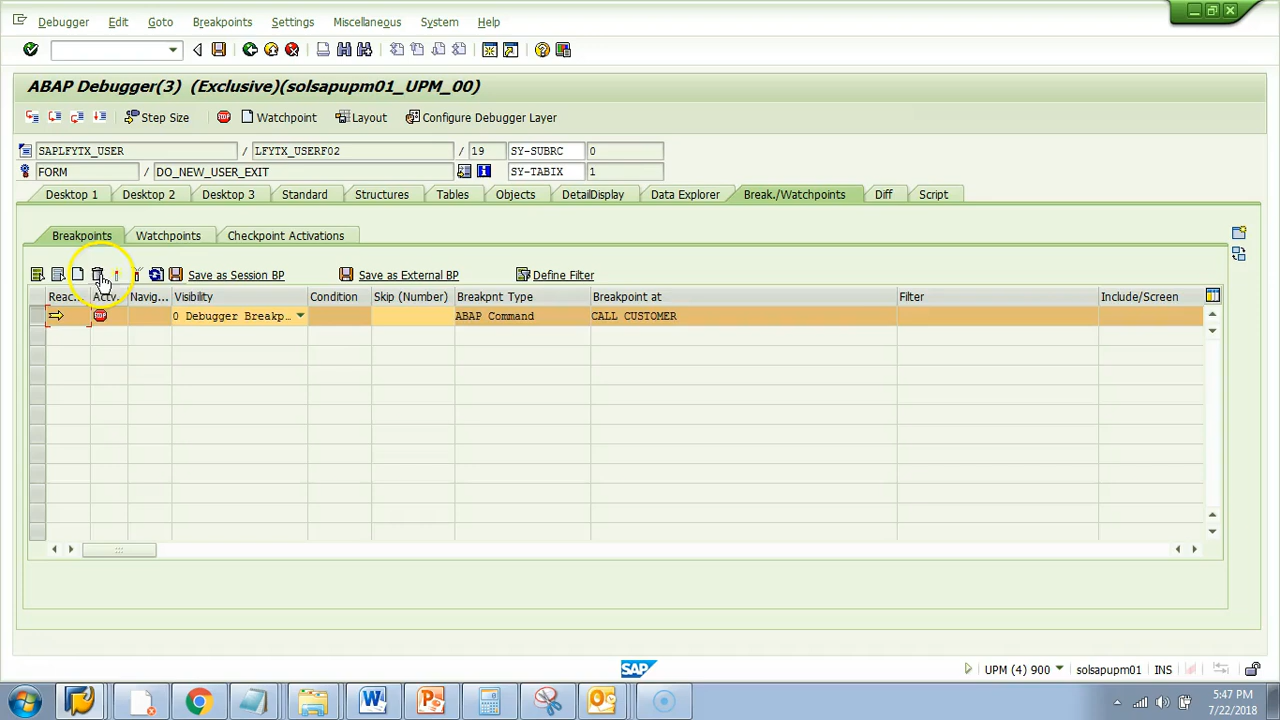 Debugger Edit Goto Breakpoints Settings Miscellaneous System Help
ABAP Debugger(3) (Exclusive)(solsapupm01_UPM_00)
Step Size Watchpoint Layout Configure Debugger Layer
SAPLFYTX_USER / LFYTX_USERF02 / 19 SY-SUBRC 0
FORM / DO_NEW_USER_EXIT SY-TABIX 1
Desktop 1 Desktop 2 Desktop 3 Standard Structures Tables Objects DetailDisplay Data Explorer Break./Watchpoints Diff Script
Breakpoints Watchpoints Checkpoint Activations
Save as Session BP Save as External BP Define Filter
Reac... Activ. Navig... Visibility Condition Skip (Number) Breakpnt Type Breakpoint at Filter Include/Screen
STOP 0 Debugger Breakp... ABAP Command CALL CUSTOMER
SAP UPM (4) 900 solsapupm01 INS
5:47 PM
7/22/2018